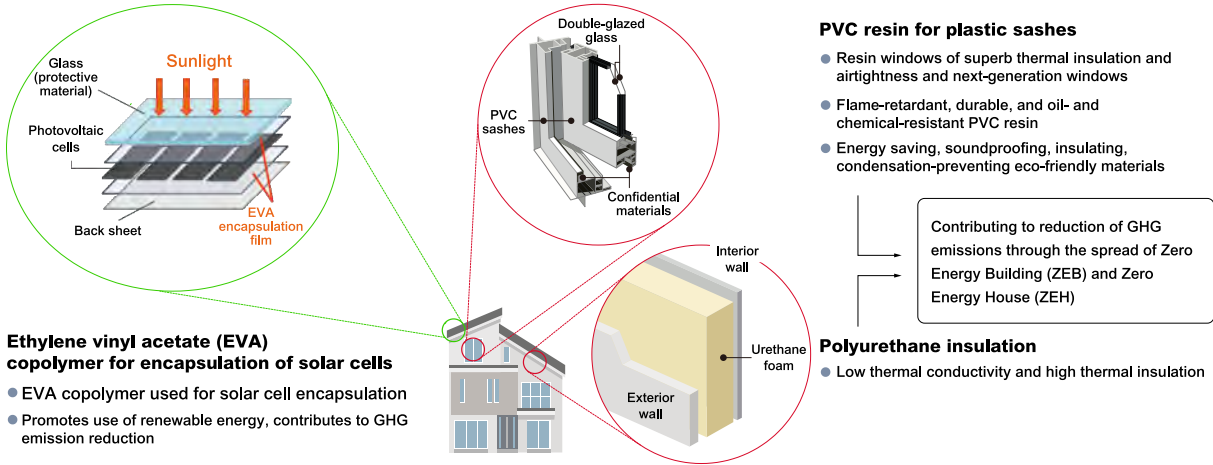 Sunlight
Glass
(protective
material)
Photovoltaic
cells
EVA
encapsulation
film
Back sheet
Ethylene vinyl acetate (EVA)
copolymer for encapsulation of solar cells
EVA copolymer used for solar cell encapsulation
Promotes use of renewable energy, contributes to GHG
emission reduction
Double-glazed
glass
PVC
sashes
Confidential
materials
Interior
wall
Urethane
foam
Exterior
wall
PVC resin for plastic sashes
Resin windows of superb thermal insulation and
airtightness and next-generation windows
Flame-retardant, durable, and oil- and
chemical-resistant PVC resin
Energy saving, soundproofing, insulating,
condensation-preventing eco-friendly materials
Contributing to reduction of GHG
emissions through the spread of Zero
Energy Building (ZEB) and Zero
Energy House (ZEH)
Polyurethane insulation
Low thermal conductivity and high thermal insulation